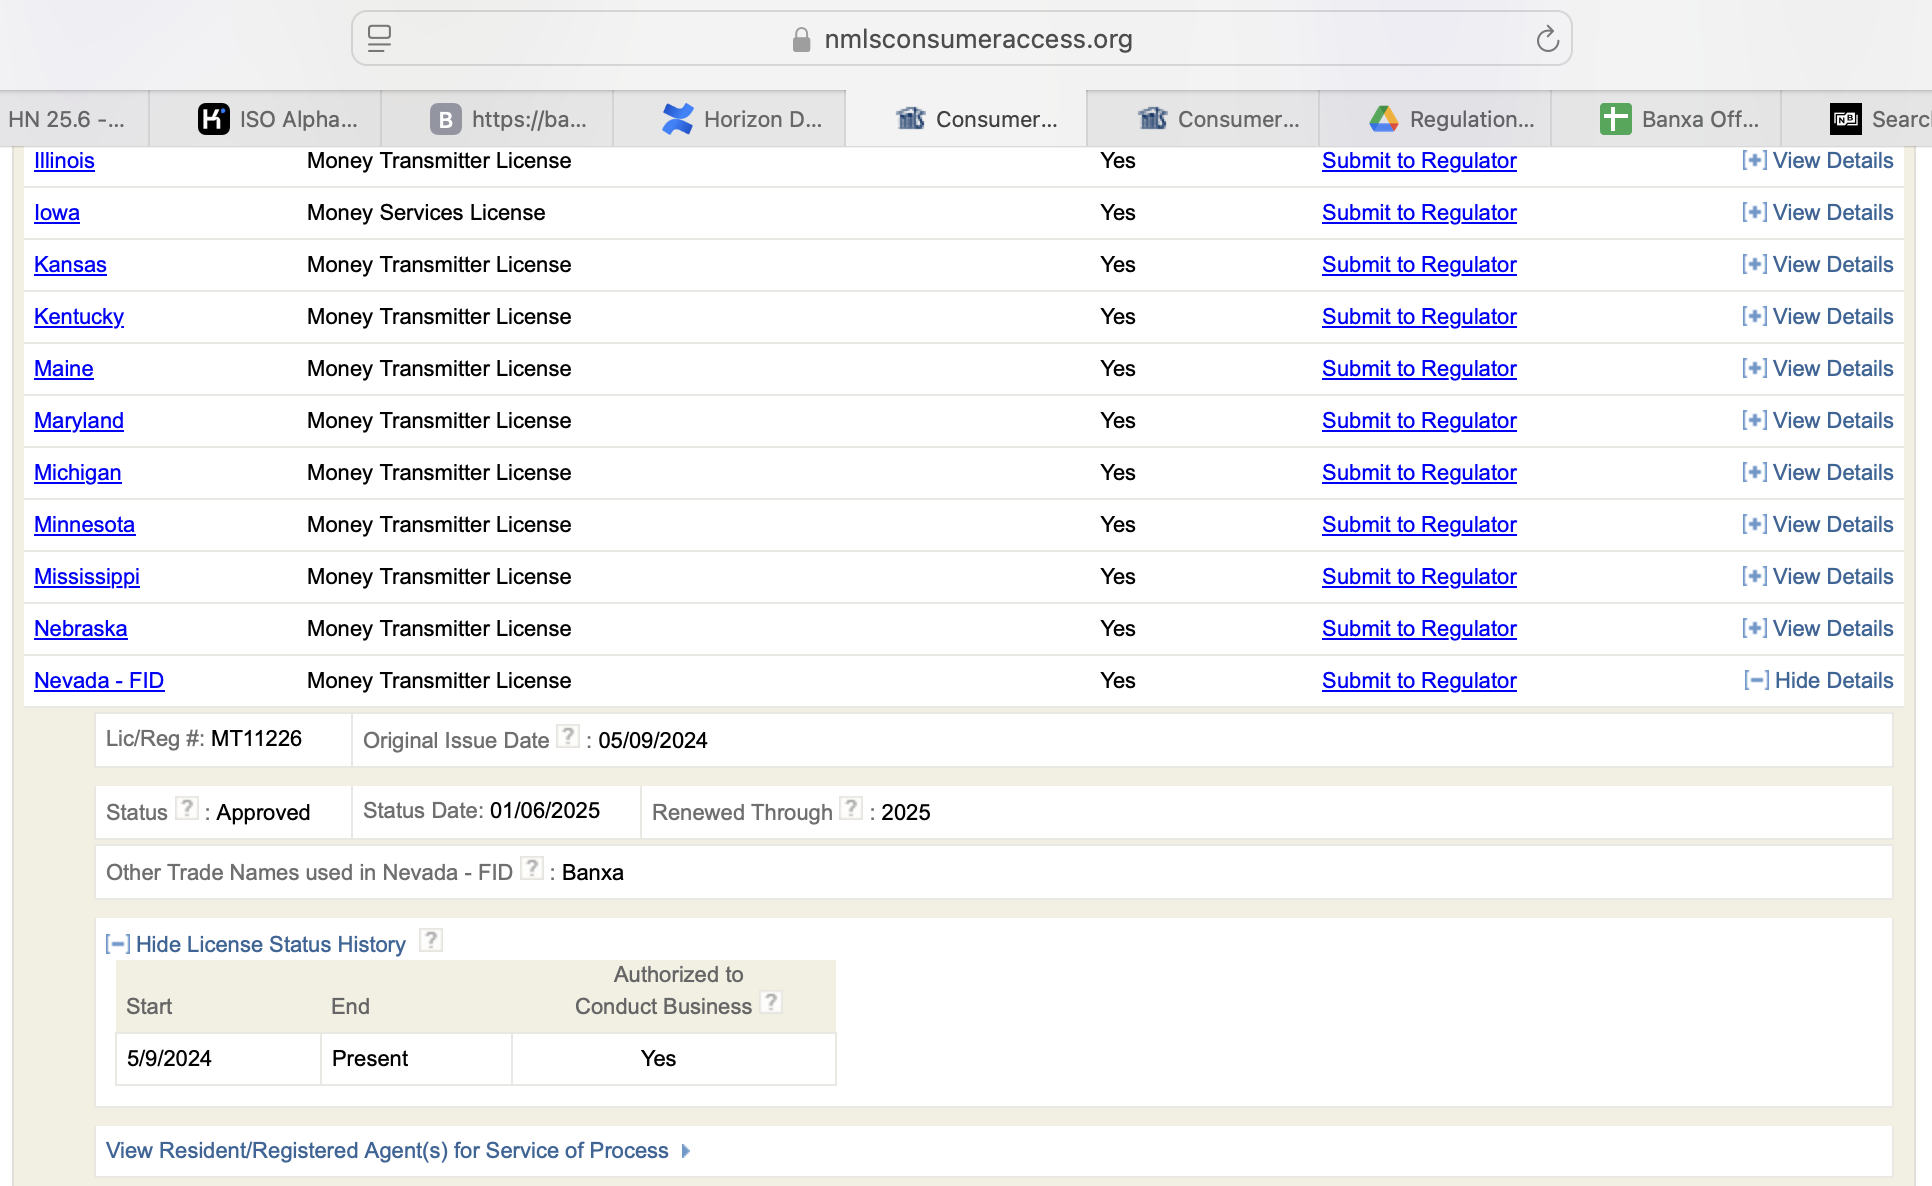 nmlsconsumeraccess.org
HN 25.6 -... ISO Alpha... B https://ba... Horizon D... Consumer... Consumer... Regulation... Banxa Off... NB Searc
Illinois Money Transmitter License Yes Submit to Regulator [+] View Details
Iowa Money Services License Yes Submit to Regulator [+] View Details
Kansas Money Transmitter License Yes Submit to Regulator [+] View Details
Kentucky Money Transmitter License Yes Submit to Regulator [+] View Details
Maine Money Transmitter License Yes Submit to Regulator [+] View Details
Maryland Money Transmitter License Yes Submit to Regulator [+] View Details
Michigan Money Transmitter License Yes Submit to Regulator [+] View Details
Minnesota Money Transmitter License Yes Submit to Regulator [+] View Details
Mississippi Money Transmitter License Yes Submit to Regulator [+] View Details
Nebraska Money Transmitter License Yes Submit to Regulator [+] View Details
Nevada - FID Money Transmitter License Yes Submit to Regulator [−] Hide Details
Lic/Reg #: MT11226 Original Issue Date ? : 05/09/2024
Status ? : Approved Status Date: 01/06/2025 Renewed Through ? : 2025
Other Trade Names used in Nevada - FID ? : Banxa
[−] Hide License Status History ?
Start End Authorized to
Conduct Business ?
5/9/2024 Present Yes
View Resident/Registered Agent(s) for Service of Process